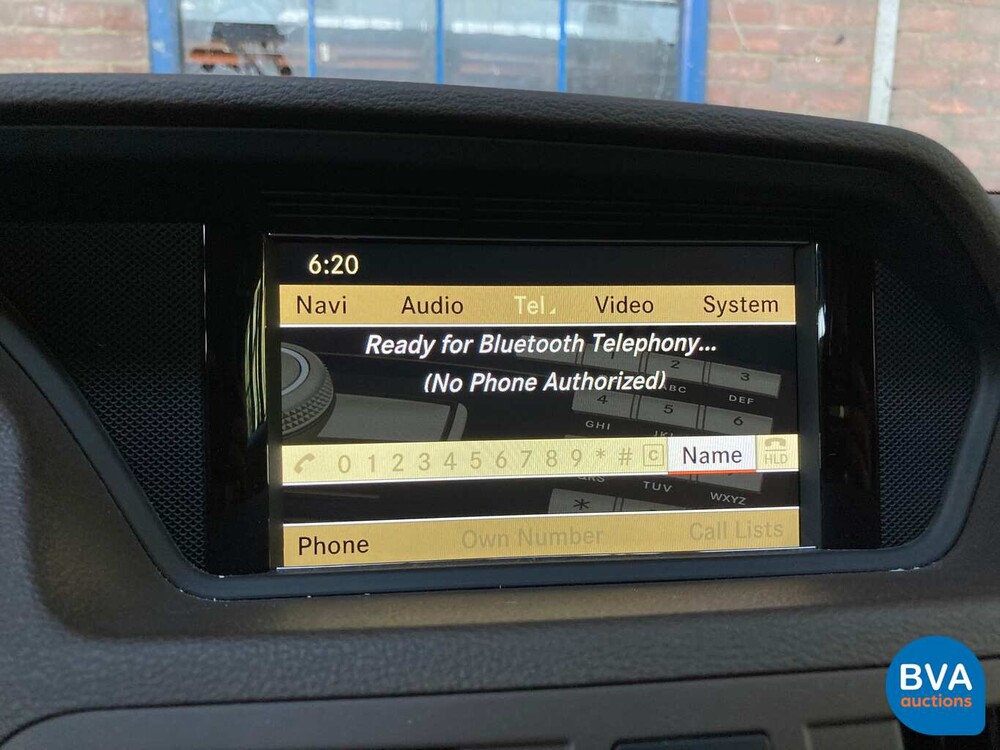 6:20
Navi Audio Tel Video System
Ready for Bluetooth Telephony...
(No Phone Authorized)
2 3
ABC DEF
4 5 6
GHI
0 1 2 3 4 5 6 7 8 9 * # C Name HLD
TUV WXYZ
*
Phone Own Number Call Lists
BVA
auctions